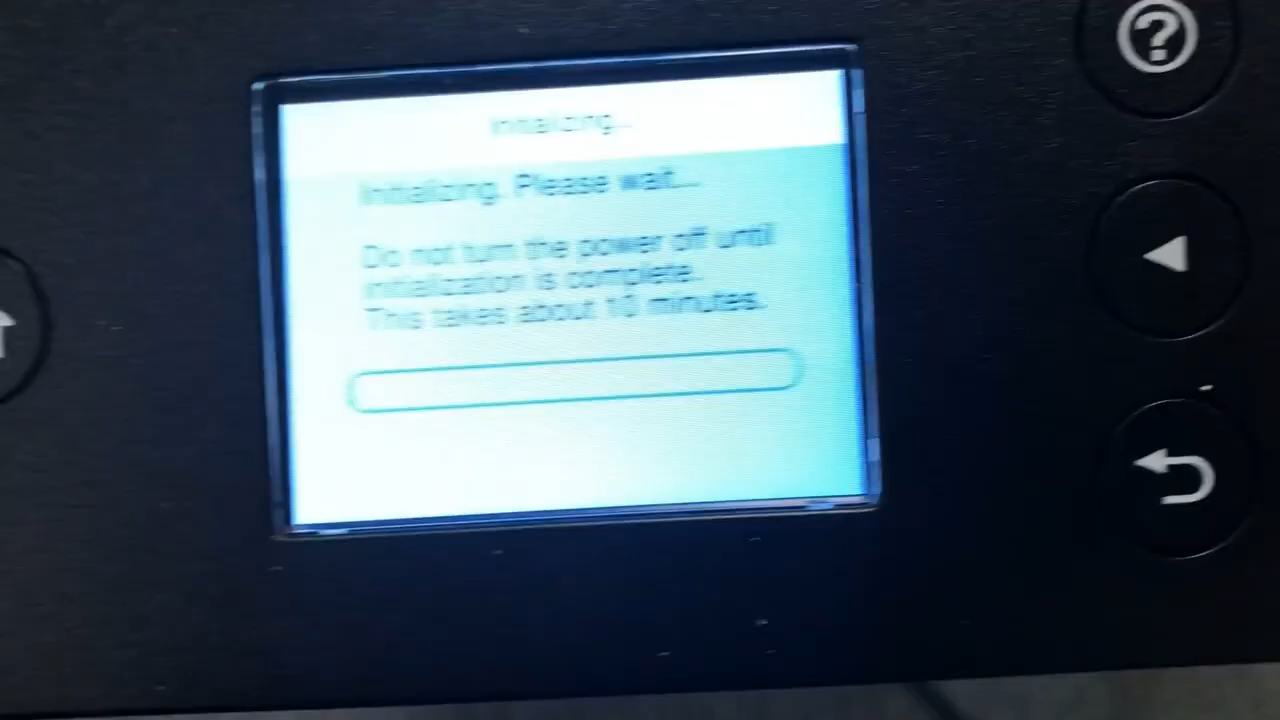 Initializing...
Initializing. Please wait...
Do not turn the power off until
initialization is complete.
This takes about 10 minutes.
?